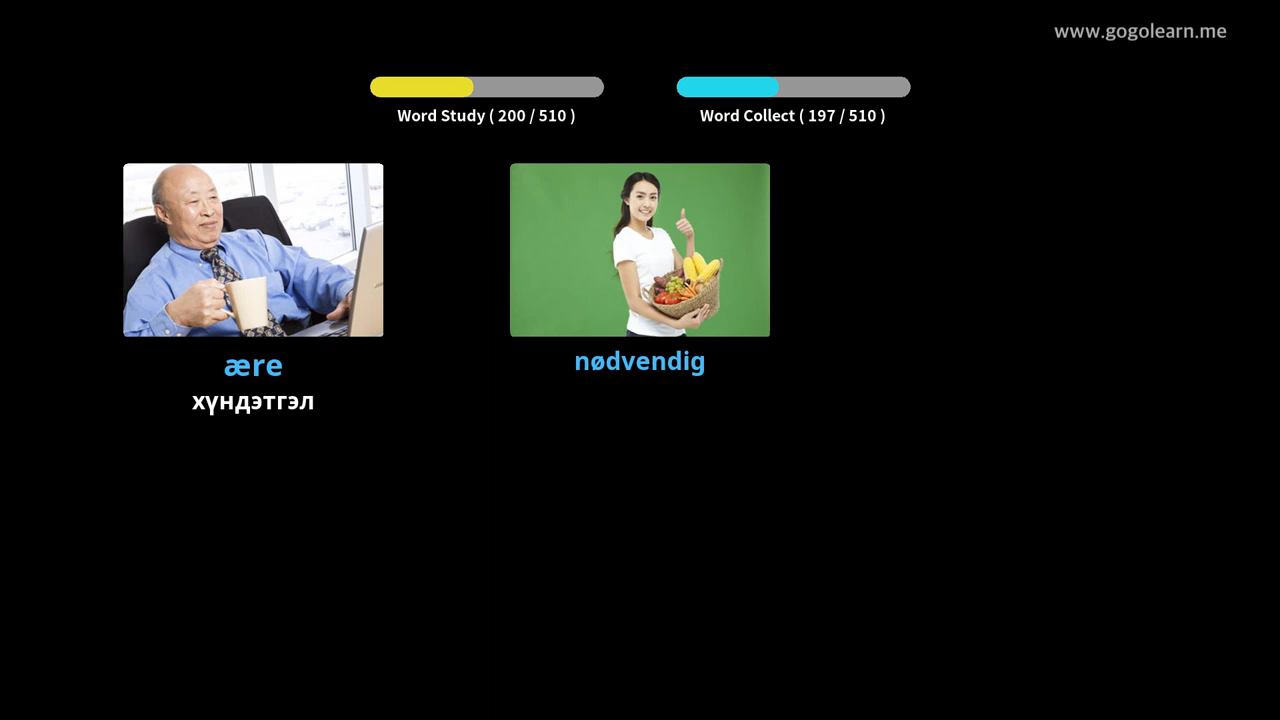 www.gogolearn.me
Word Study ( 200 / 510 )
Word Collect ( 197 / 510 )
ære
хүндэтгэл
nødvendig